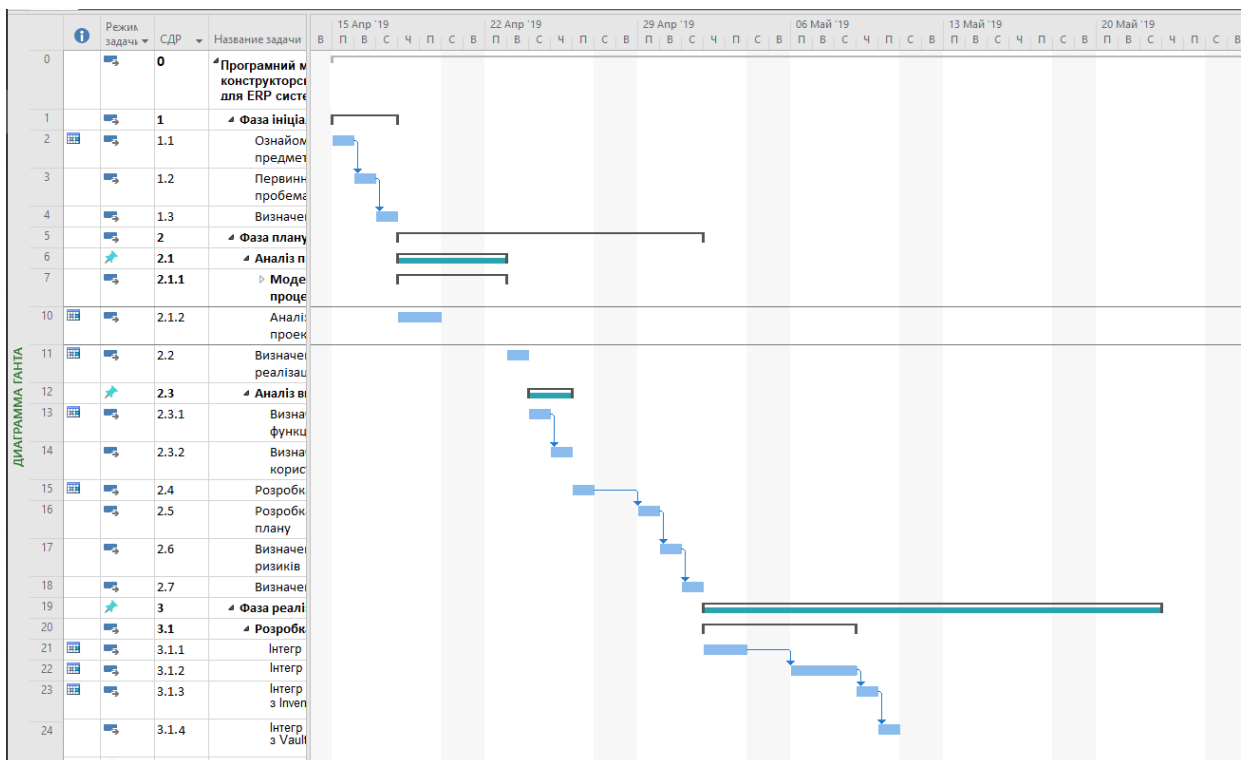 Режим
задачи СДР Название задачи
15 Апр '19 22 Апр '19 29 Апр '19 06 Май '19 13 Май '19 20 Май '19
В П В С Ч П С В П В С Ч П С В П В С Ч П С В П В С Ч П С В П В С Ч П С В П В С Ч П С В
0 0 Програмний м
конструкторсь
для ERP систе
1 1 Фаза ініціа
2 1.1 Ознайом
предмет
3 1.2 Первинн
пробема
4 1.3 Визначе
5 2 Фаза плану
6 2.1 Аналіз п
7 2.1.1 Моде
проце
10 2.1.2 Аналі
проек
11 2.2 Визначе
реалізац
12 2.3 Аналіз в
13 2.3.1 Визна
функц
14 2.3.2 Визна
корис
15 2.4 Розробк
16 2.5 Розробк
плану
17 2.6 Визначе
ризиків
18 2.7 Визначе
19 3 Фаза реалі
20 3.1 Розробк
21 3.1.1 Інтегр
22 3.1.2 Інтегр
23 3.1.3 Інтегр
з Inven
24 3.1.4 Інтегр
з Vault
ДИАГРАММА ГАНТА